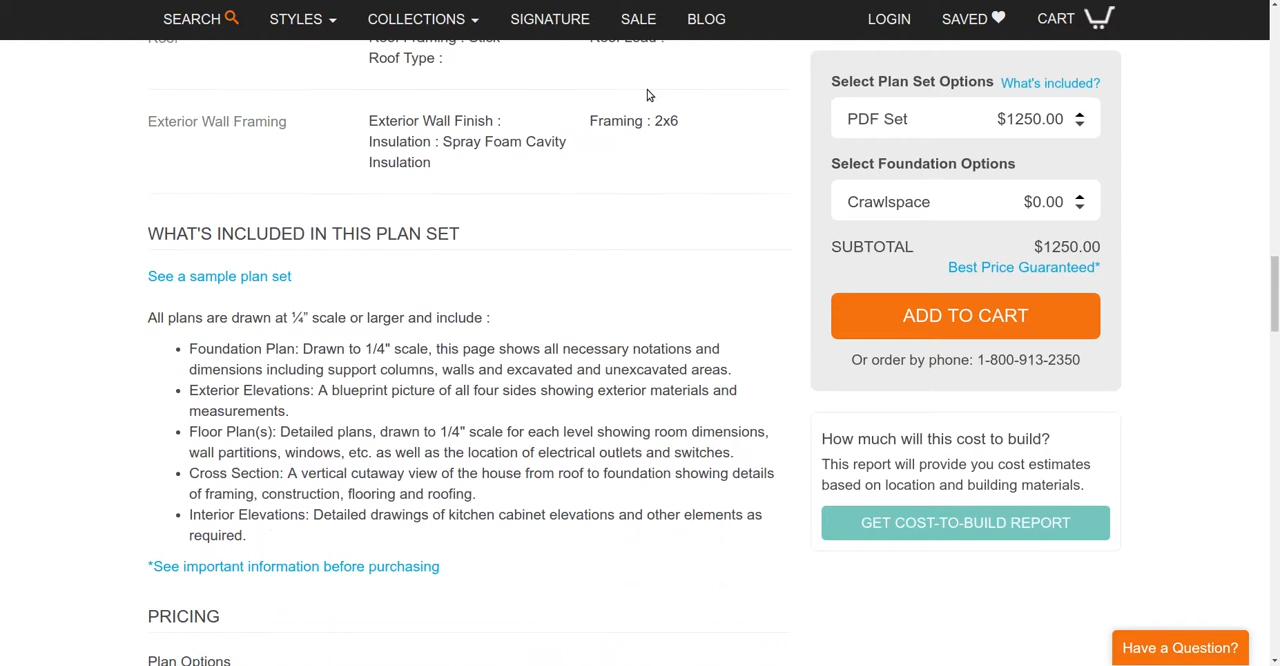 SEARCH STYLES COLLECTIONS SIGNATURE SALE BLOG LOGIN SAVED CART
Roof
Roof Framing : Stick
Roof Load :
Roof Type :
Exterior Wall Framing
Exterior Wall Finish :
Framing : 2x6
Insulation : Spray Foam Cavity
Insulation
WHAT'S INCLUDED IN THIS PLAN SET
See a sample plan set
All plans are drawn at ¼” scale or larger and include :
• Foundation Plan: Drawn to 1/4" scale, this page shows all necessary notations and
dimensions including support columns, walls and excavated and unexcavated areas.
• Exterior Elevations: A blueprint picture of all four sides showing exterior materials and
measurements.
• Floor Plan(s): Detailed plans, drawn to 1/4" scale for each level showing room dimensions,
wall partitions, windows, etc. as well as the location of electrical outlets and switches.
• Cross Section: A vertical cutaway view of the house from roof to foundation showing details
of framing, construction, flooring and roofing.
• Interior Elevations: Detailed drawings of kitchen cabinet elevations and other elements as
required.
*See important information before purchasing
PRICING
Plan Options
Select Plan Set Options What's included?
PDF Set $1250.00
Select Foundation Options
Crawlspace $0.00
SUBTOTAL $1250.00
Best Price Guaranteed*
ADD TO CART
Or order by phone: 1-800-913-2350
How much will this cost to build?
This report will provide you cost estimates
based on location and building materials.
GET COST-TO-BUILD REPORT
Have a Question?